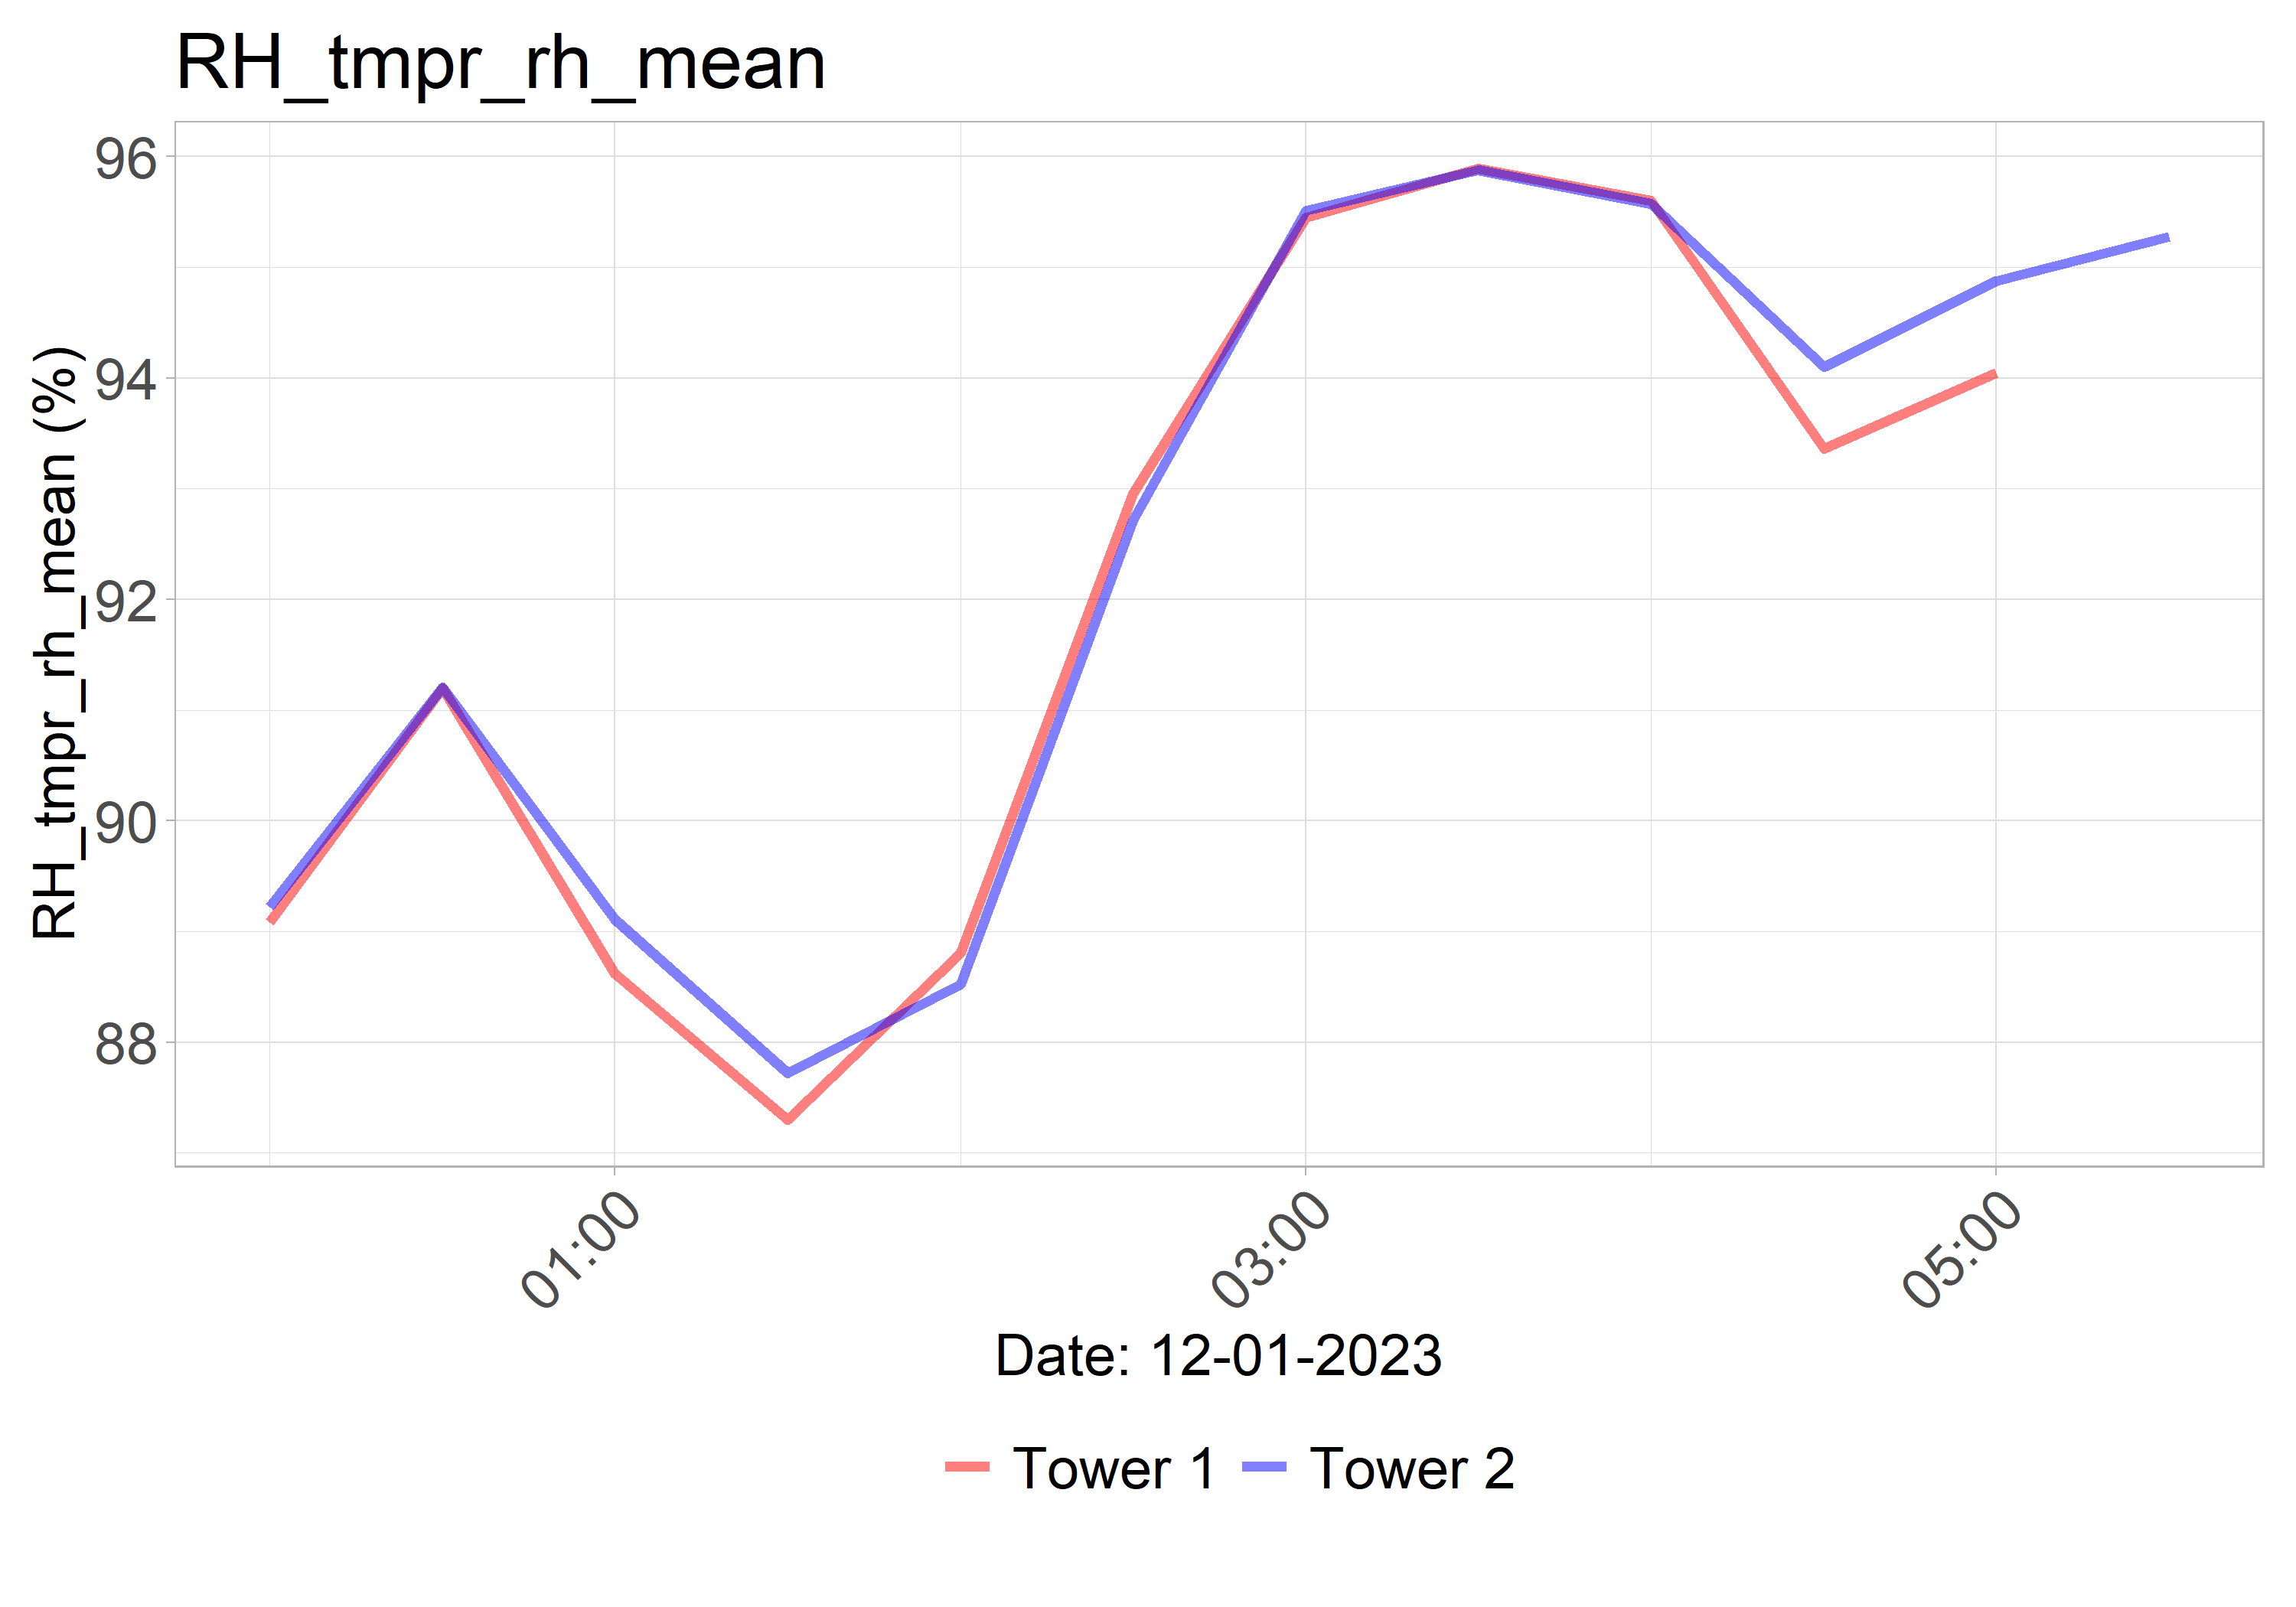 RH_tmpr_rh_mean
RH_tmpr_rh_mean (%)
96
94
92
90
88
01:00
03:00
05:00
Date: 12-01-2023
Tower 1
Tower 2